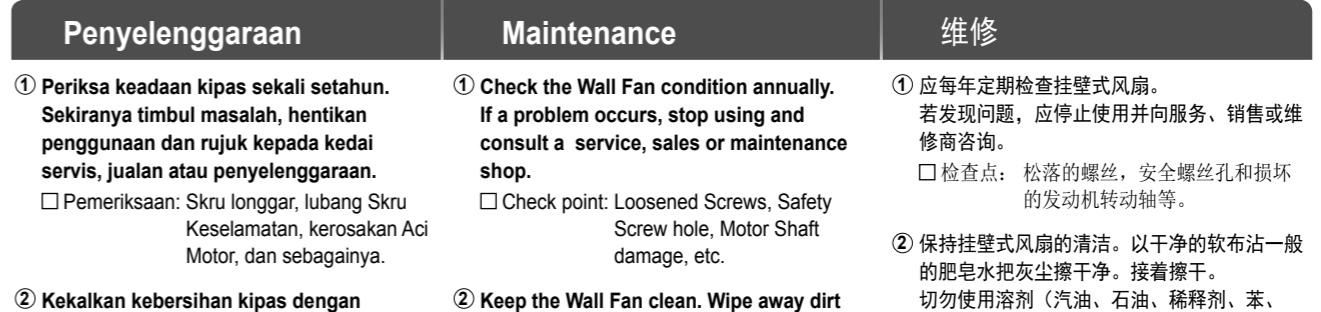 Penyelenggaraan
① Periksa keadaan kipas sekali setahun.
Sekiranya timbul masalah, hentikan
penggunaan dan rujuk kepada kedai
servis, jualan atau penyelenggaraan.
□ Pemeriksaan: Skru longgar, lubang Skru
Keselamatan, kerosakan Aci
Motor, dan sebagainya.
② Kekalkan kebersihan kipas dengan
Maintenance
① Check the Wall Fan condition annually.
If a problem occurs, stop using and
consult a service, sales or maintenance
shop.
□ Check point: Loosened Screws, Safety
Screw hole, Motor Shaft
damage, etc.
② Keep the Wall Fan clean. Wipe away dirt
维修
① 应每年定期检查挂壁式风扇。
若发现问题，应停止使用并向服务、销售或维
修商咨询。
□ 检查点： 松落的螺丝，安全螺丝孔和损坏
的发动机转动轴等。
② 保持挂壁式风扇的清洁。以干净的软布沾一般
的肥皂水把灰尘擦干净。接着擦干。
切勿使用溶剂（汽油、石油、稀释剂、苯、